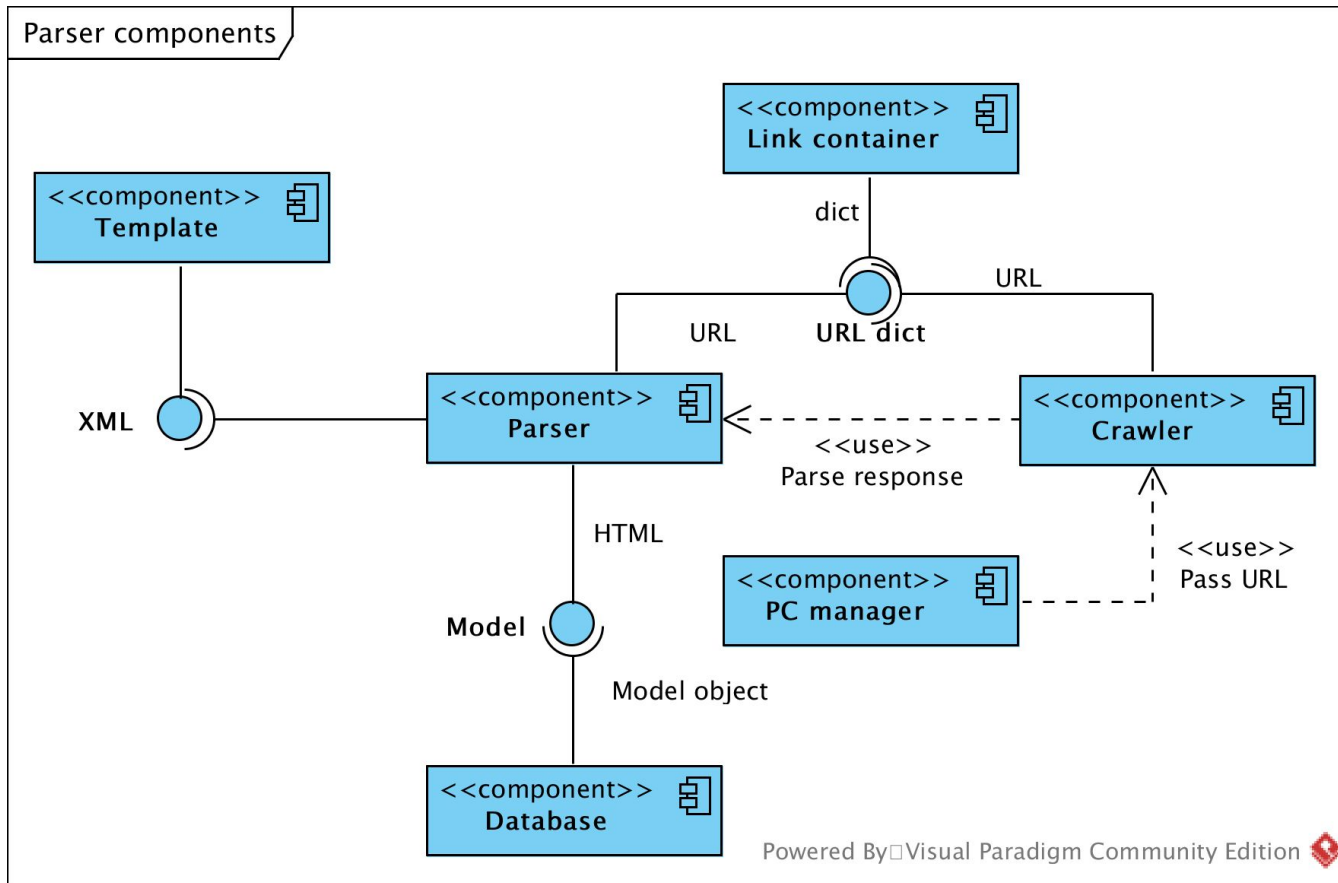 Parser components
<<component>>
Link container
<<component>>
Template
dict
URL
URL
URL dict
<<component>>
Parser
<<component>>
Crawler
XML
<<use>>
Parse response
HTML
<<use>>
Pass URL
<<component>>
PC manager
Model
Model object
<<component>>
Database
Powered By□Visual Paradigm Community Edition